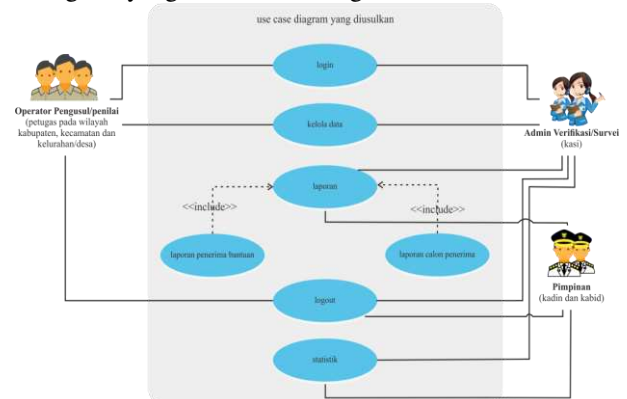 use case diagram yang diusulkan
login
Operator Pengusul/penilai
(petugas pada wilayah
kabupaten, kecamatan dan
kelurahan/desa)
Admin Verifikasi/Survei
(kasi)
kelola data
laporan
<<include>>
<<include>>
laporan penerima bantuan
laporan calon penerima
Pimpinan
(kadin dan kabid)
logout
statistik